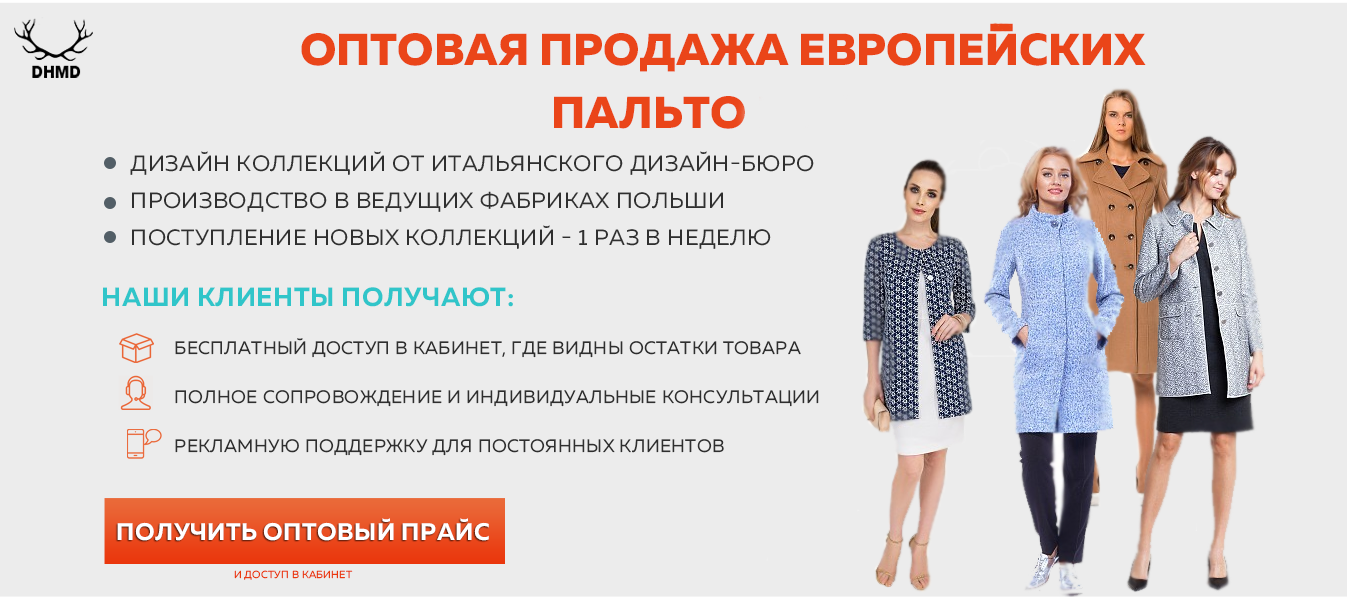 DHMD
ОПТОВАЯ ПРОДАЖА ЕВРОПЕЙСКИХ
ПАЛЬТО
ДИЗАЙН КОЛЛЕКЦИЙ ОТ ИТАЛЬЯНСКОГО ДИЗАЙН-БЮРО
ПРОИЗВОДСТВО В ВЕДУЩИХ ФАБРИКАХ ПОЛЬШИ
ПОСТУПЛЕНИЕ НОВЫХ КОЛЛЕКЦИЙ - 1 РАЗ В НЕДЕЛЮ
НАШИ КЛИЕНТЫ ПОЛУЧАЮТ:
БЕСПЛАТНЫЙ ДОСТУП В КАБИНЕТ, ГДЕ ВИДНЫ ОСТАТКИ ТОВАРА
ПОЛНОЕ СОПРОВОЖДЕНИЕ И ИНДИВИДУАЛЬНЫЕ КОНСУЛЬТАЦИИ
РЕКЛАМНУЮ ПОДДЕРЖКУ ДЛЯ ПОСТОЯННЫХ КЛИЕНТОВ
ПОЛУЧИТЬ ОПТОВЫЙ ПРАЙС
И ДОСТУП В КАБИНЕТ